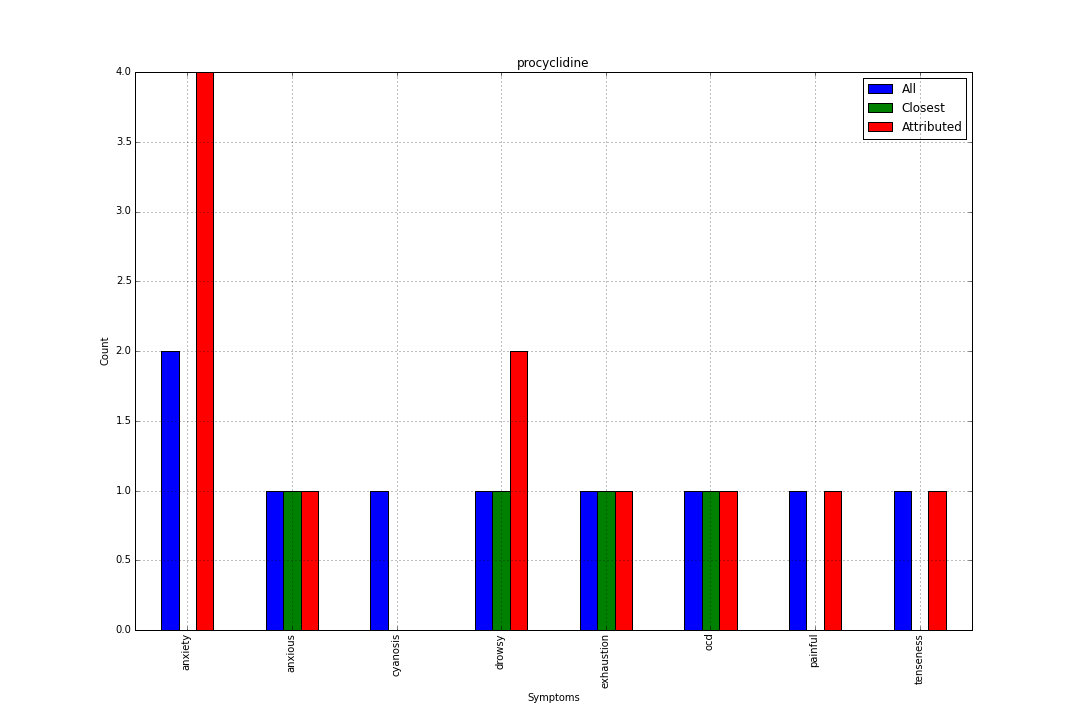 procyclidine
All
Closest
Attributed
4.0
3.5
3.0
2.5
2.0
1.5
1.0
0.5
0.0
Count
anxiety
anxious
cyanosis
drowsy
exhaustion
ocd
painful
tenseness
Symptoms